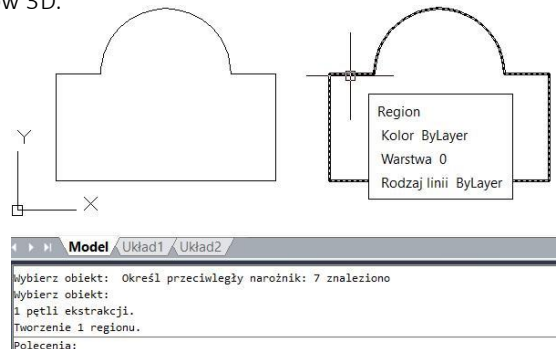 3D.
Region
Kolor ByLayer
Warstwa 0
Rodzaj linii ByLayer
Y
X
Model Układ1 Układ2
Wybierz obiekt: Określ przeciwległy narożnik: 7 znaleziono
Wybierz obiekt:
1 pętli ekstrakcji.
Tworzenie 1 regionu.
Polecenia: